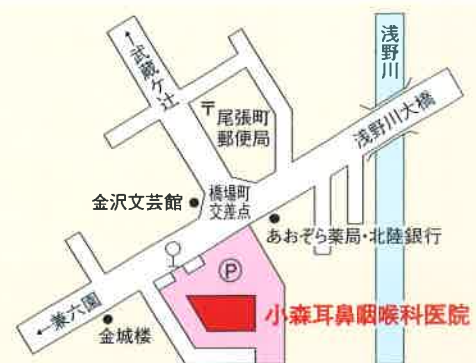 浅野川
↑武蔵ケ辻
〒尾張町
郵便局
浅野川大橋
橋場町
交差点
金沢文芸館
あおぞら薬局・北陸銀行
P
小森耳鼻咽喉科医院
←兼六園
金城楼